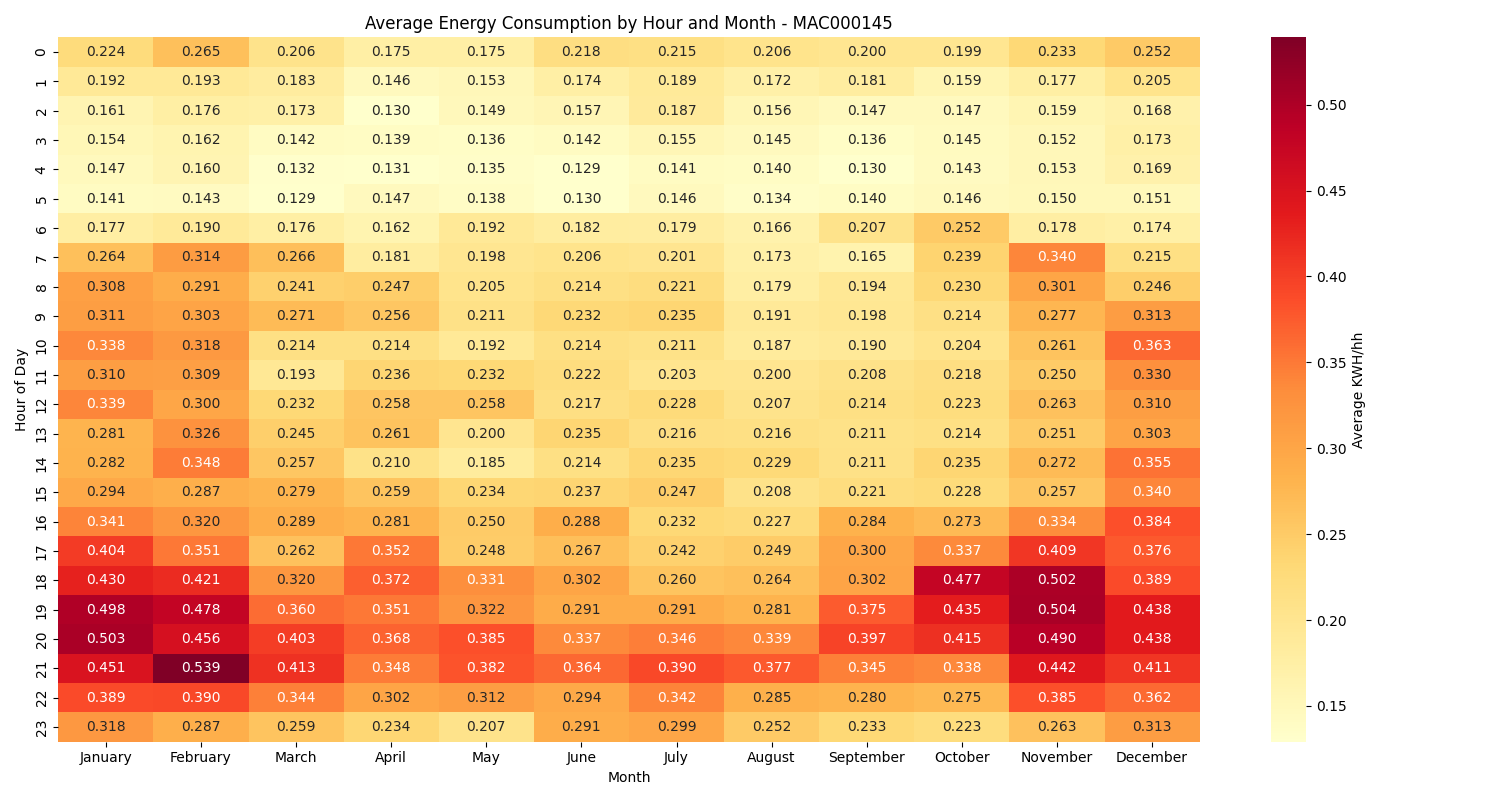 Average Energy Consumption by Hour and Month - MAC000145
Hour of Day
0 0.224 0.265 0.206 0.175 0.175 0.218 0.215 0.206 0.200 0.199 0.233 0.252
1 0.192 0.193 0.183 0.146 0.153 0.174 0.189 0.172 0.181 0.159 0.177 0.205
2 0.161 0.176 0.173 0.130 0.149 0.157 0.187 0.156 0.147 0.147 0.159 0.168
3 0.154 0.162 0.142 0.139 0.136 0.142 0.155 0.145 0.136 0.145 0.152 0.173
4 0.147 0.160 0.132 0.131 0.135 0.129 0.141 0.140 0.130 0.143 0.153 0.169
5 0.141 0.143 0.129 0.147 0.138 0.130 0.146 0.134 0.140 0.146 0.150 0.151
6 0.177 0.190 0.176 0.162 0.192 0.182 0.179 0.166 0.207 0.252 0.178 0.174
7 0.264 0.314 0.266 0.181 0.198 0.206 0.201 0.173 0.165 0.239 0.340 0.215
8 0.308 0.291 0.241 0.247 0.205 0.214 0.221 0.179 0.194 0.230 0.301 0.246
9 0.311 0.303 0.271 0.256 0.211 0.232 0.235 0.191 0.198 0.214 0.277 0.313
10 0.338 0.318 0.214 0.214 0.192 0.214 0.211 0.187 0.190 0.204 0.261 0.363
11 0.310 0.309 0.193 0.236 0.232 0.222 0.203 0.200 0.208 0.218 0.250 0.330
12 0.339 0.300 0.232 0.258 0.258 0.217 0.228 0.207 0.214 0.223 0.263 0.310
13 0.281 0.326 0.245 0.261 0.200 0.235 0.216 0.216 0.211 0.214 0.251 0.303
14 0.282 0.348 0.257 0.210 0.185 0.214 0.235 0.229 0.211 0.235 0.272 0.355
15 0.294 0.287 0.279 0.259 0.234 0.237 0.247 0.208 0.221 0.228 0.257 0.340
16 0.341 0.320 0.289 0.281 0.250 0.288 0.232 0.227 0.284 0.273 0.334 0.384
17 0.404 0.351 0.262 0.352 0.248 0.267 0.242 0.249 0.300 0.337 0.409 0.376
18 0.430 0.421 0.320 0.372 0.331 0.302 0.260 0.264 0.302 0.477 0.502 0.389
19 0.498 0.478 0.360 0.351 0.322 0.291 0.291 0.281 0.375 0.435 0.504 0.438
20 0.503 0.456 0.403 0.368 0.385 0.337 0.346 0.339 0.397 0.415 0.490 0.438
21 0.451 0.539 0.413 0.348 0.382 0.364 0.390 0.377 0.345 0.338 0.442 0.411
22 0.389 0.390 0.344 0.302 0.312 0.294 0.342 0.285 0.280 0.275 0.385 0.362
23 0.318 0.287 0.259 0.234 0.207 0.291 0.299 0.252 0.233 0.223 0.263 0.313
January February March April May June July August September October November December
Month
0.50
0.45
0.40
0.35
0.30
0.25
0.20
0.15
Average KWH/hh